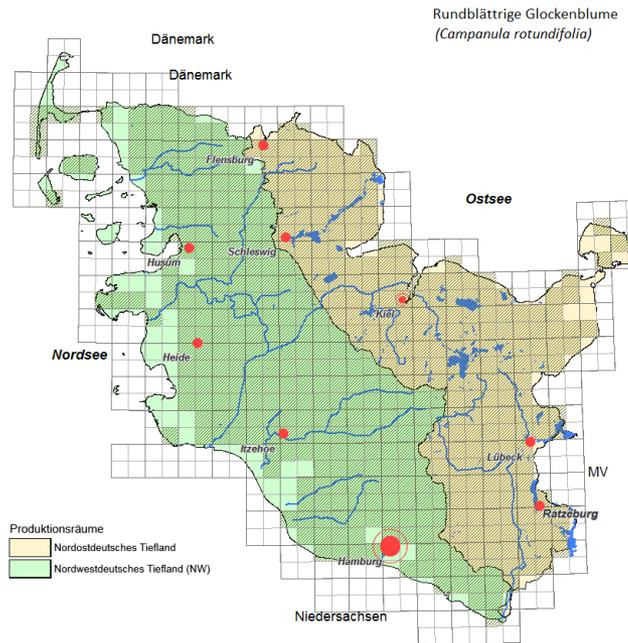 Rundblättrige Glockenblume
(Campanula rotundifolia)
Dänemark
Dänemark
Flensburg
Ostsee
Schleswig
Husum
Kiel
Nordsee
Heide
Itzehoe
Lübeck
MV
Ratzeburg
Produktionsräume
Nordostdeutsches Tiefland
Nordwestdeutsches Tiefland (NW)
Hamburg
Niedersachsen